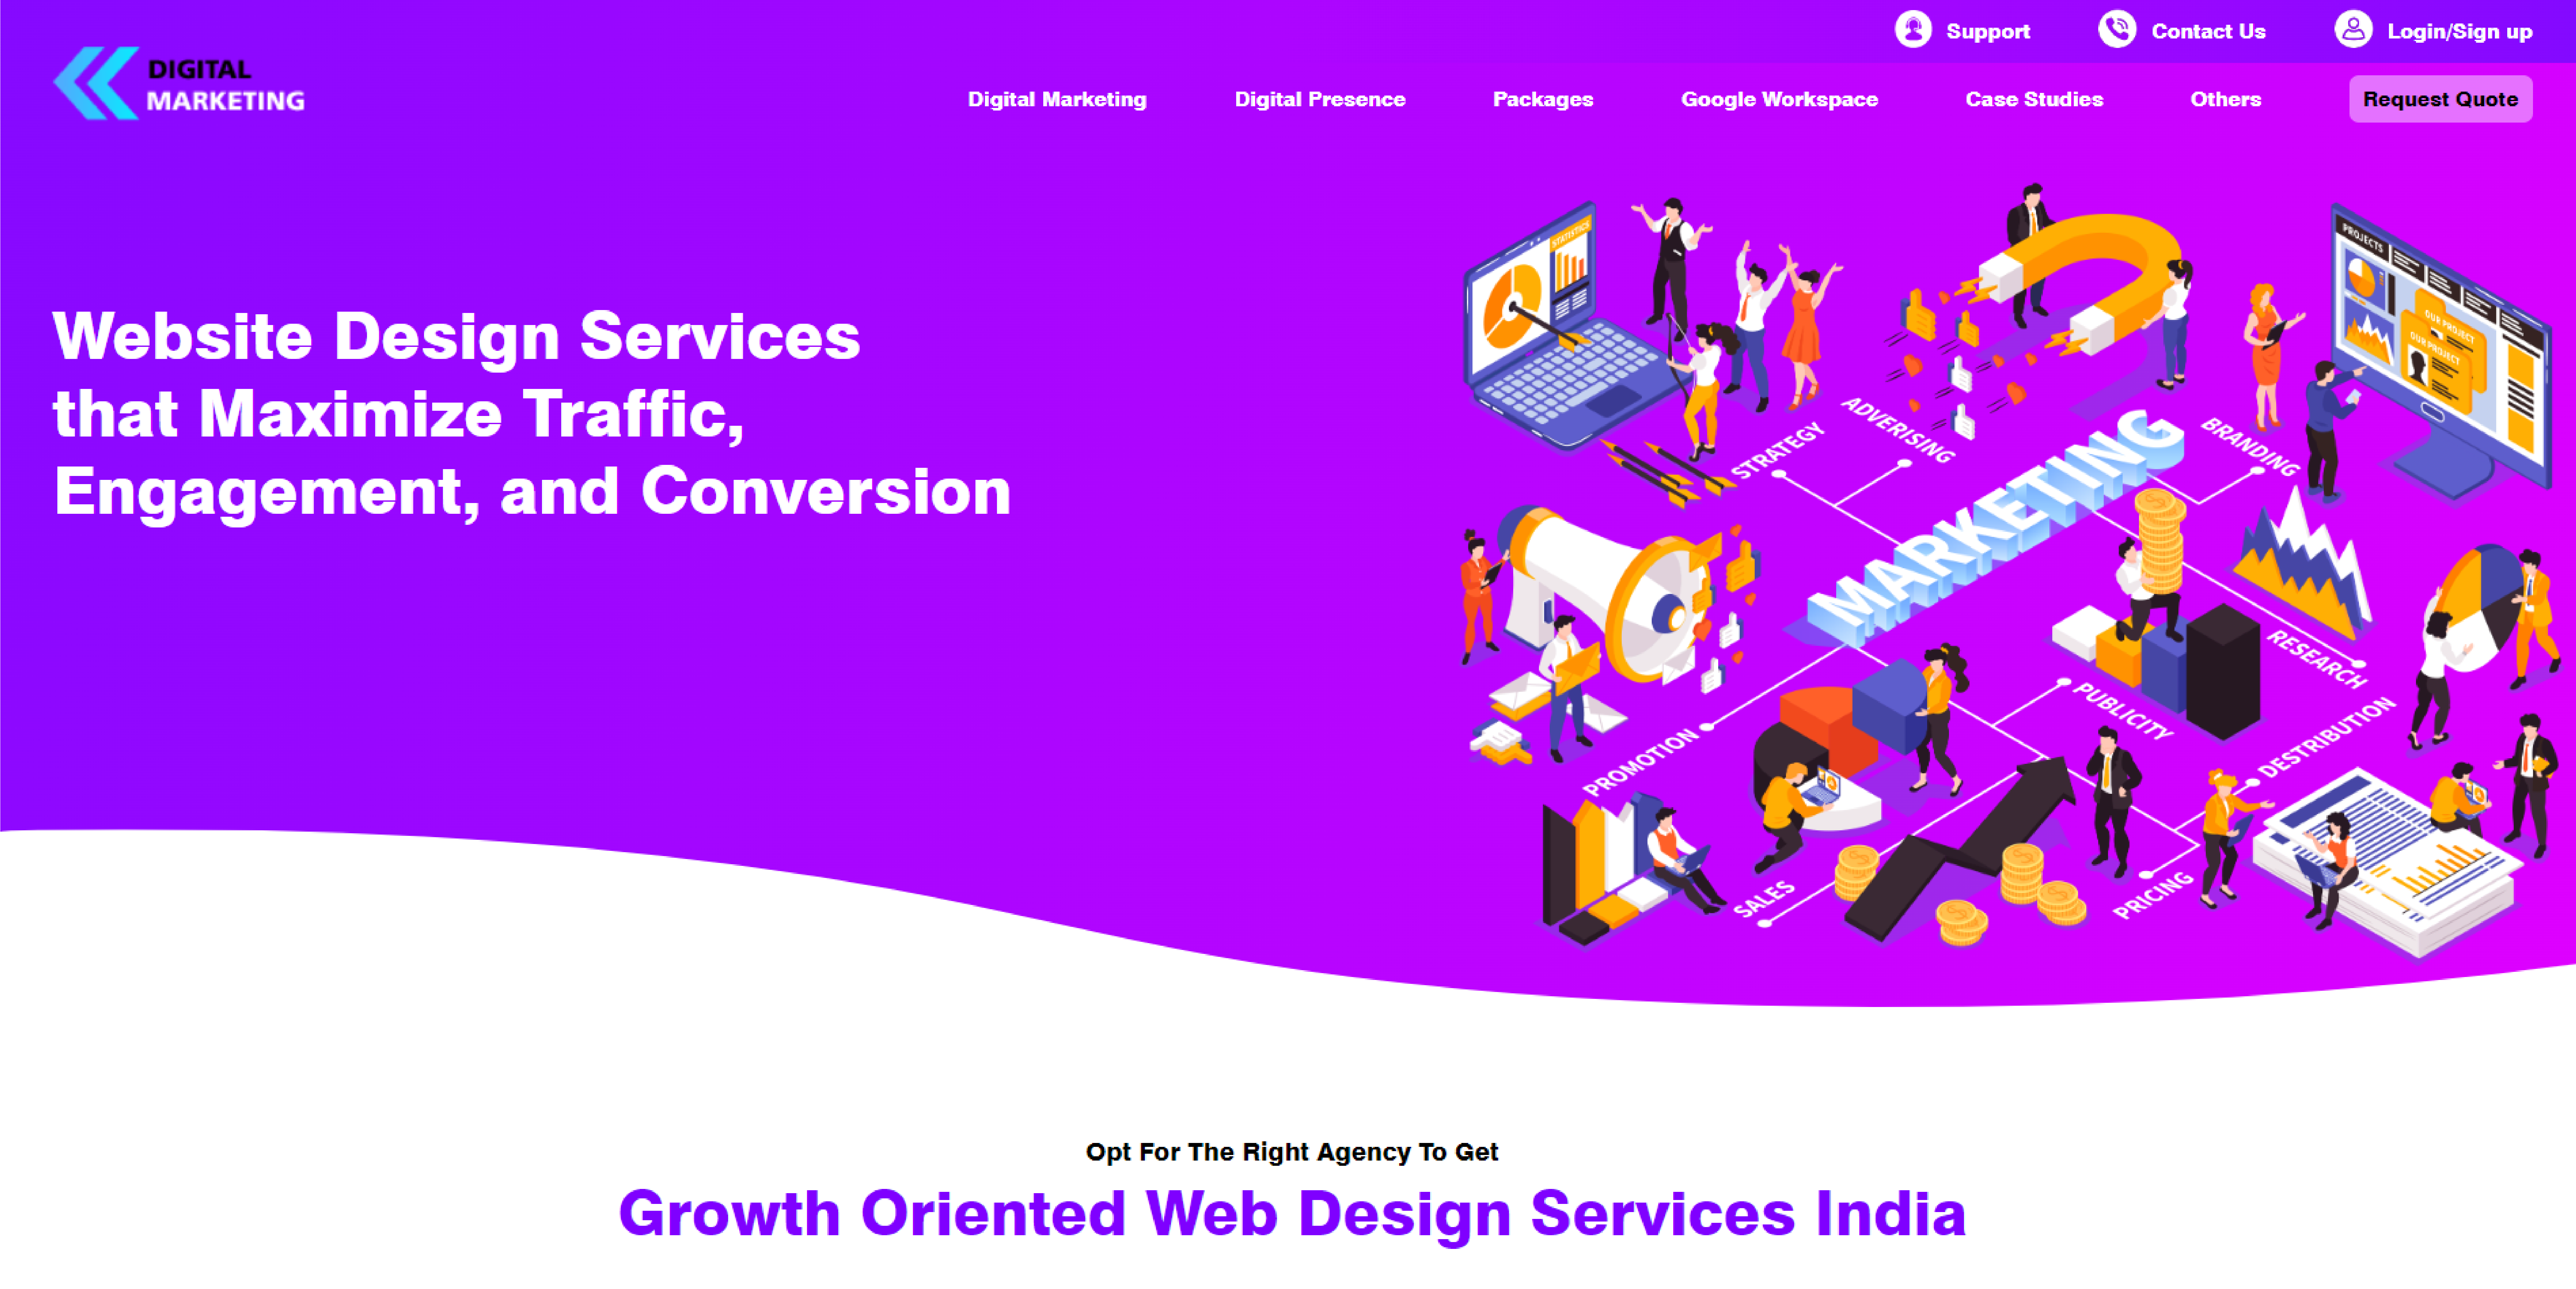 Support
Contact Us
Login/Sign up
DIGITAL
MARKETING
Digital Marketing
Digital Presence
Packages
Google Workspace
Case Studies
Others
Request Quote
Website Design Services
that Maximize Traffic,
Engagement, and Conversion
STATISTICS
PROJECTS
OUR PROJECT
OUR PROJECT
STRATEGY
ADVERISING
BRANDING
MARKETING
RESEARCH
PUBLICITY
DESTRIBUTION
PROMOTION
SALES
PRICING
Opt For The Right Agency To Get
Growth Oriented Web Design Services India